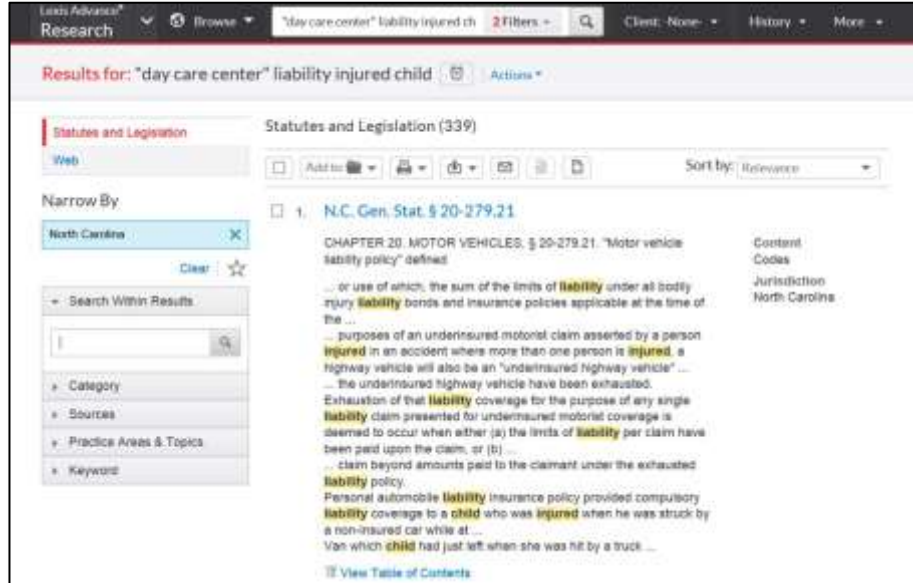 Lexis Advance®
Research
Browse
"day care center" liability injured ch
2 Filters
Client: -None-
History
More
Results for: "day care center" liability injured child
Actions
Statutes and Legislation
Web
Narrow By
North Carolina
Clear
Search Within Results
Category
Sources
Practice Areas & Topics
Keyword
Statutes and Legislation (339)
Add to
Sort by: Relevance
1. N.C. Gen. Stat. § 20-279.21
CHAPTER 20. MOTOR VEHICLES, § 20-279.21. "Motor vehicle
liability policy" defined
... or use of which, the sum of the limits of liability under all bodily
injury liability bonds and insurance policies applicable at the time of
the ...
... purposes of an underinsured motorist claim asserted by a person
injured in an accident where more than one person is injured, a
highway vehicle will also be an "underinsured highway vehicle" ...
... the underinsured highway vehicle have been exhausted.
Exhaustion of that liability coverage for the purpose of any single
liability claim presented for underinsured motorist coverage is
deemed to occur when either (a) the limits of liability per claim have
been paid upon the claim, or (b) ...
... claim beyond amounts paid to the claimant under the exhausted
liability policy.
Personal automobile liability insurance policy provided compulsory
liability coverage to a child who was injured when he was struck by
a non-insured car while at ...
Van which child had just left when she was hit by a truck ...
View Table of Contents
Content
Codes
Jurisdiction
North Carolina